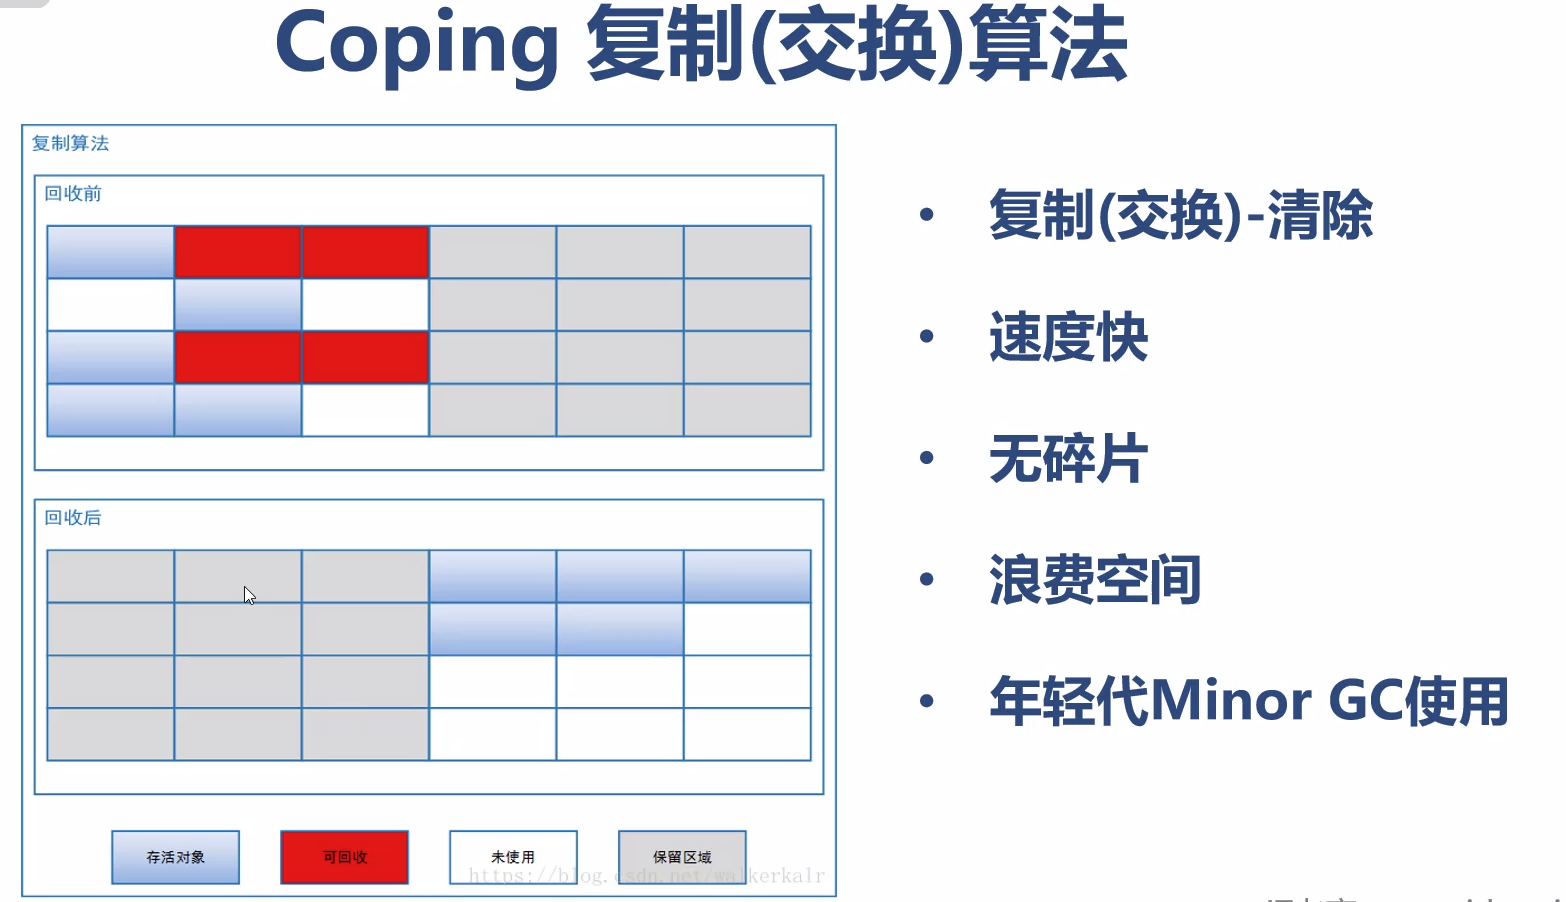 Coping 复制(交换)算法
复制算法
回收前
回收后
存活对象
可回收
未使用
保留区域
https://blog.csdn.net/walkerkalr
• 复制(交换)-清除
• 速度快
• 无碎片
• 浪费空间
• 年轻代Minor GC使用